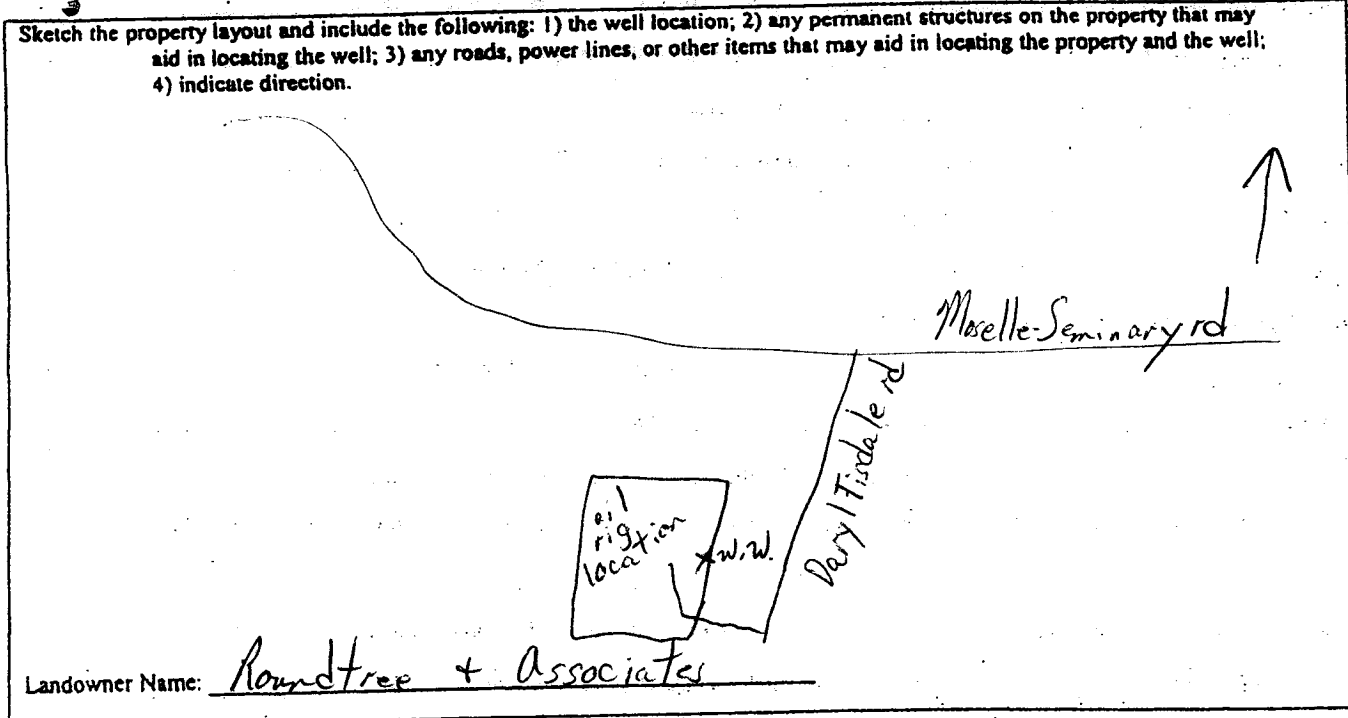 Sketch the property layout and include the following: 1) the well location; 2) any permanent structures on the property that may
aid in locating the well; 3) any roads, power lines, or other items that may aid in locating the property and the well;
4) indicate direction.
Moselle-Seminary rd
Daryl Tisdale rd
oil
rig
location
x w.w.
Landowner Name: Roundtree + Associates